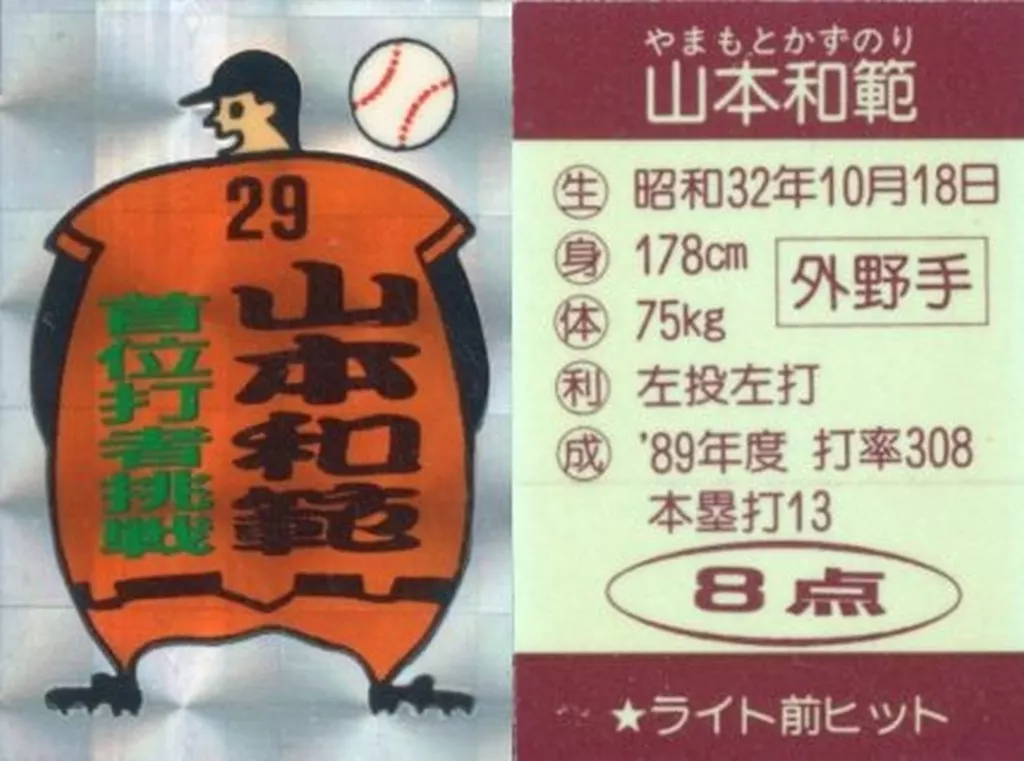 29
山本和範
首位打者挑戦
やまもとかずのり
山本和範
生 昭和32年10月18日
身 178cm
外野手
体 75kg
利 左投左打
成 '89年度 打率308
本塁打13
8点
★ライト前ヒット